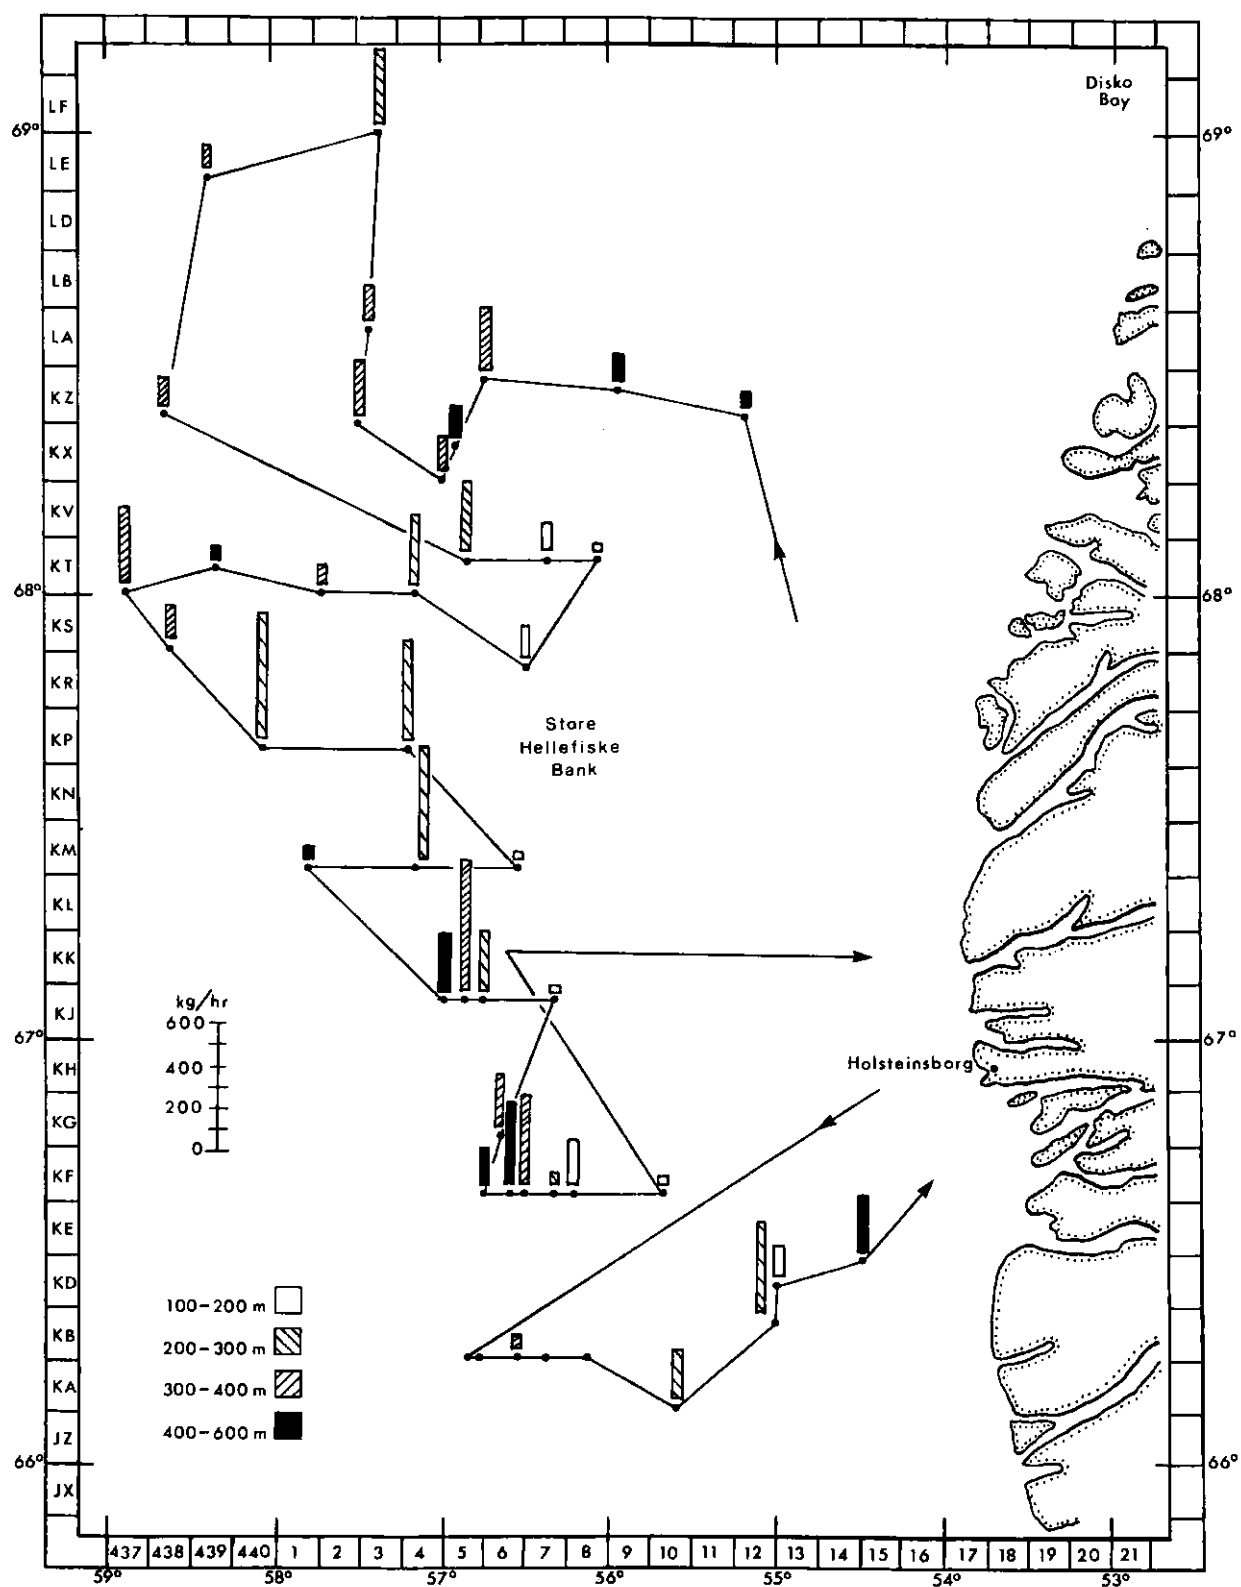 Disko
Bay
LF
69°
69°
LE
LD
LB
LA
KZ
KX
KV
KT
68°
68°
KS
KR
Store
Hellefiske
Bank
KP
KN
KM
KL
KK
kg/hr
KJ
600
67°
67°
400
KH
Holsteinsborg
200
KG
0
KF
KE
KD
100-200 m
KB
200-300 m
KA
300-400 m
JZ
400-600 m
66°
66°
JX
437 438 439 440 1 2 3 4 5 6 7 8 9 10 11 12 13 14 15 16 17 18 19 20 21
59° 58° 57° 56° 55° 54° 53°